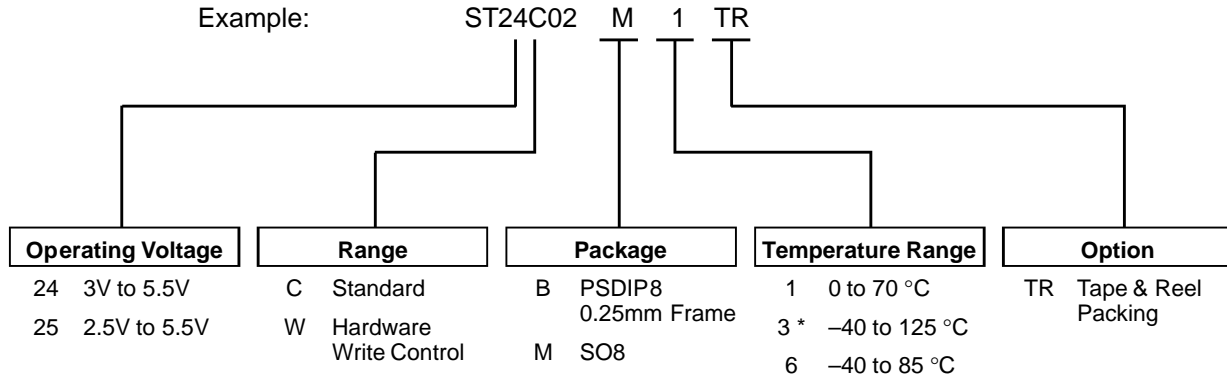 Example: ST24C02 M 1 TR
Operating Voltage
24 3V to 5.5V
25 2.5V to 5.5V
Range
C Standard
W Hardware
Write Control
Package
B PSDIP8
0.25mm Frame
M SO8
Temperature Range
1 0 to 70 °C
3 * –40 to 125 °C
6 –40 to 85 °C
Option
TR Tape & Reel
Packing